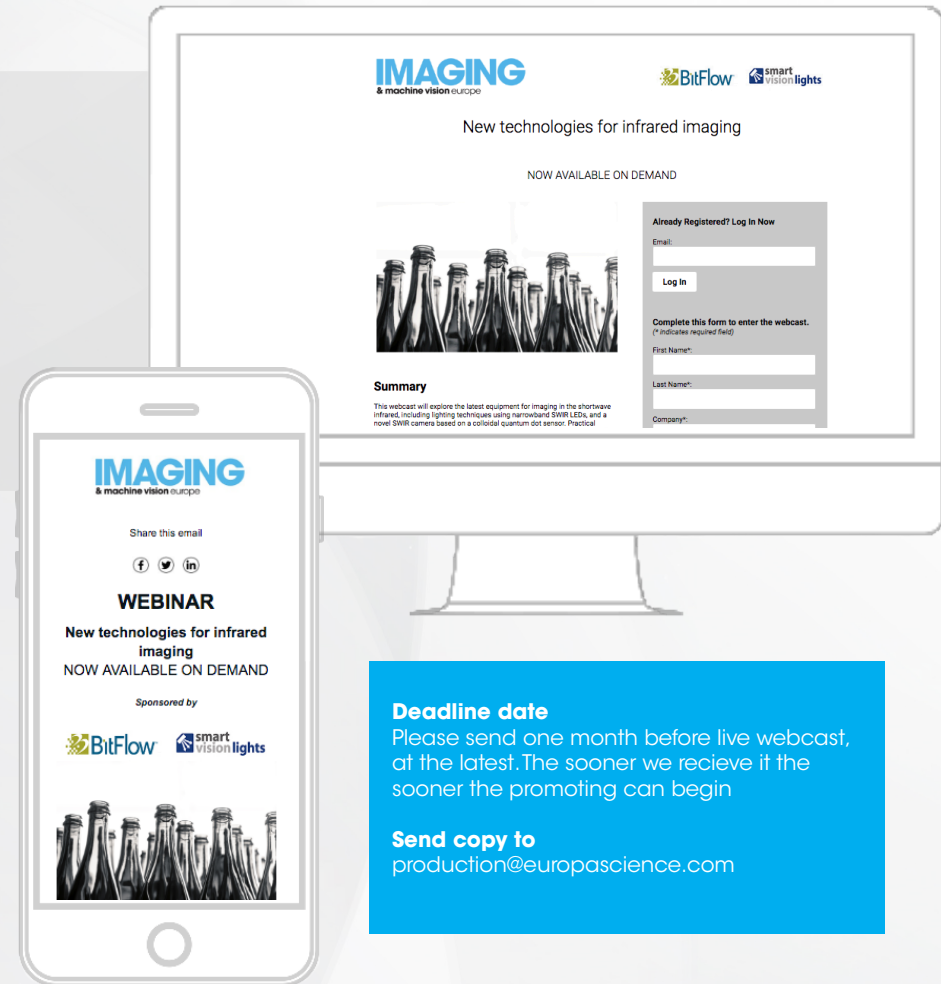 IMAGING
& machine vision europe
BitFlow
smart
vision lights
New technologies for infrared imaging
NOW AVAILABLE ON DEMAND
Already Registered? Log In Now
Email:
Log In
Complete this form to enter the webcast.
(* indicates required field)
First Name*:
Last Name*:
Company*:
Summary
This webcast will explore the latest equipment for imaging in the shortwave
infrared, including lighting techniques using narrowband SWIR LEDs, and a
novel SWIR camera based on a colloidal quantum dot sensor. Practical
IMAGING
& machine vision europe
Share this email
f
in
WEBINAR
New technologies for infrared
imaging
NOW AVAILABLE ON DEMAND
Sponsored by
BitFlow
smart
vision lights
Deadline date
Please send one month before live webcast,
at the latest. The sooner we recieve it the
sooner the promoting can begin
Send copy to
production@europascience.com